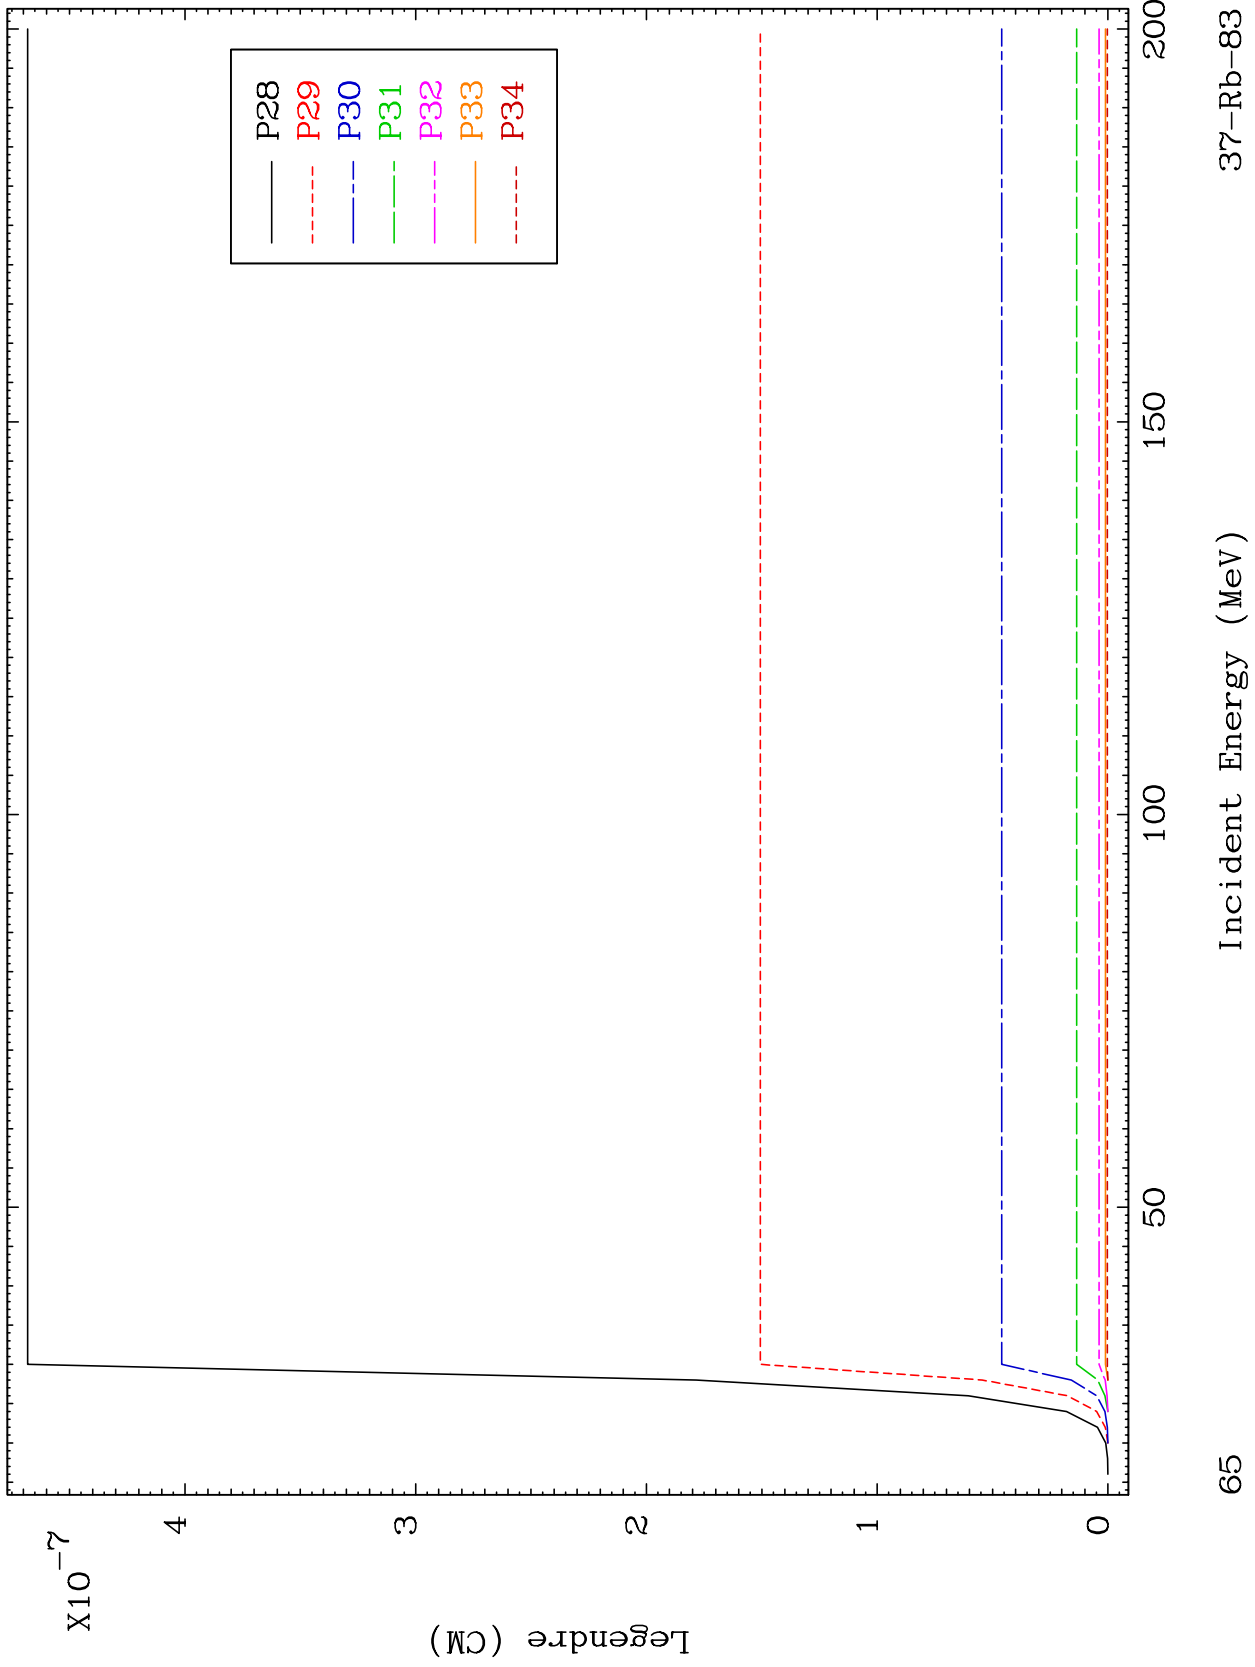 X10-7
Legendre (CM)
4
3
2
1
0
50
100
150
200
P28
P29
P30
P31
P32
P33
P34
65
Incident Energy (MeV)
37-Rb-83